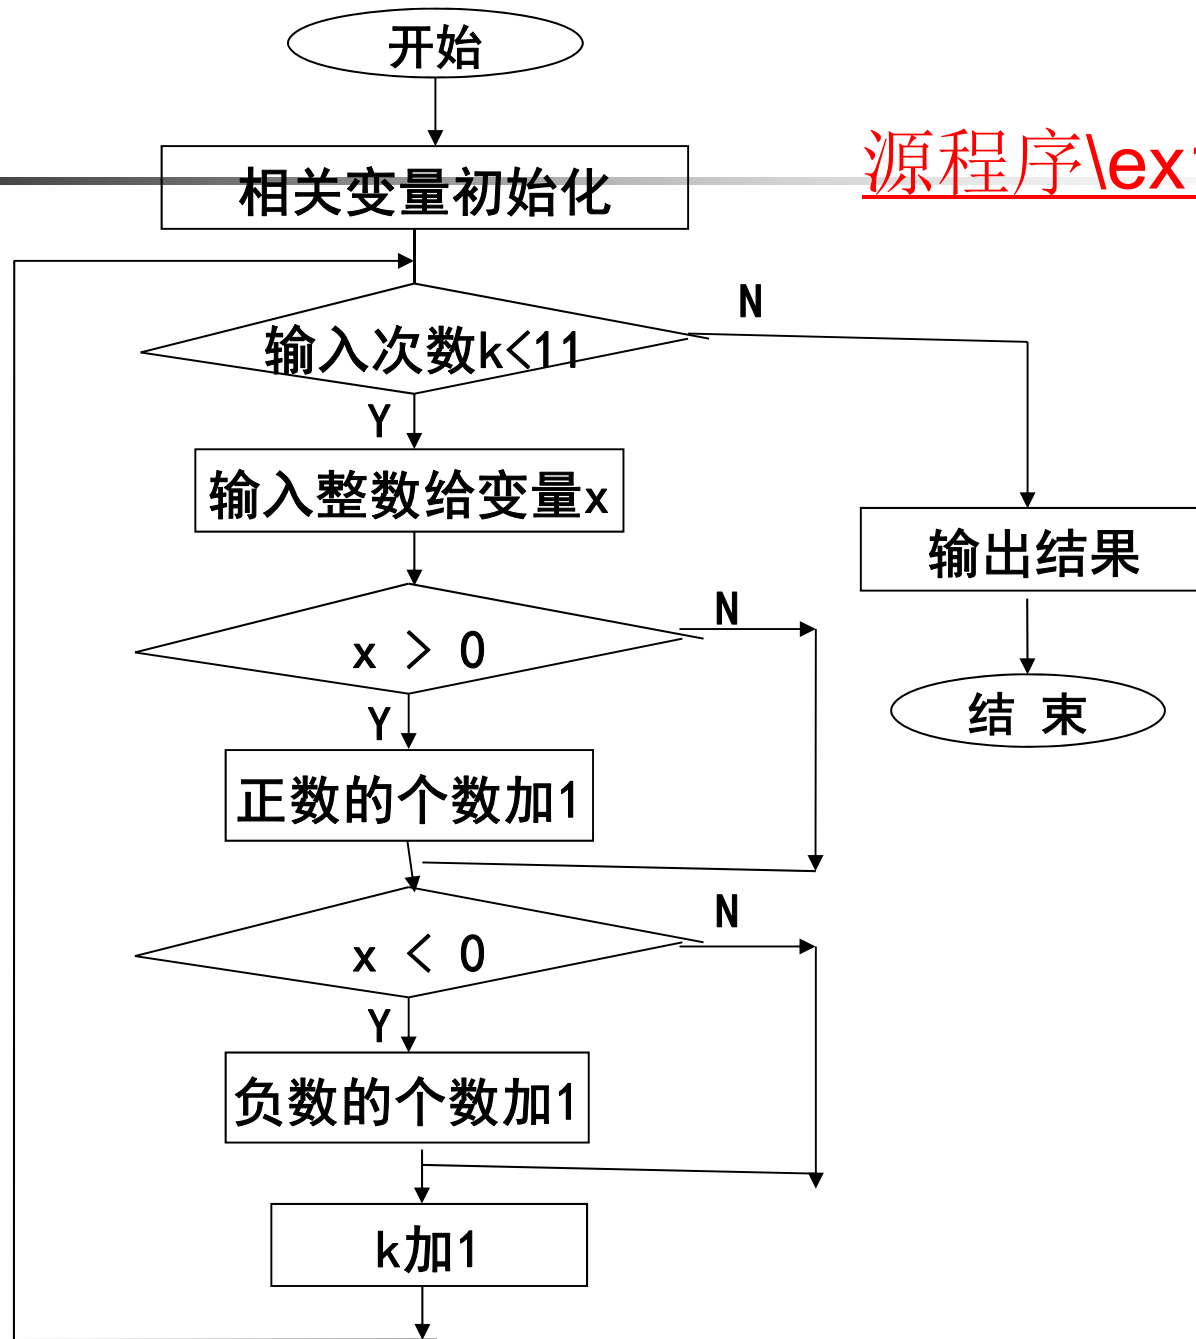 开始
相关变量初始化
源程序\ex1
输入次数k<11
N
Y
输入整数给变量x
输出结果
x > 0
N
Y
结 束
正数的个数加1
x < 0
N
Y
负数的个数加1
k加1